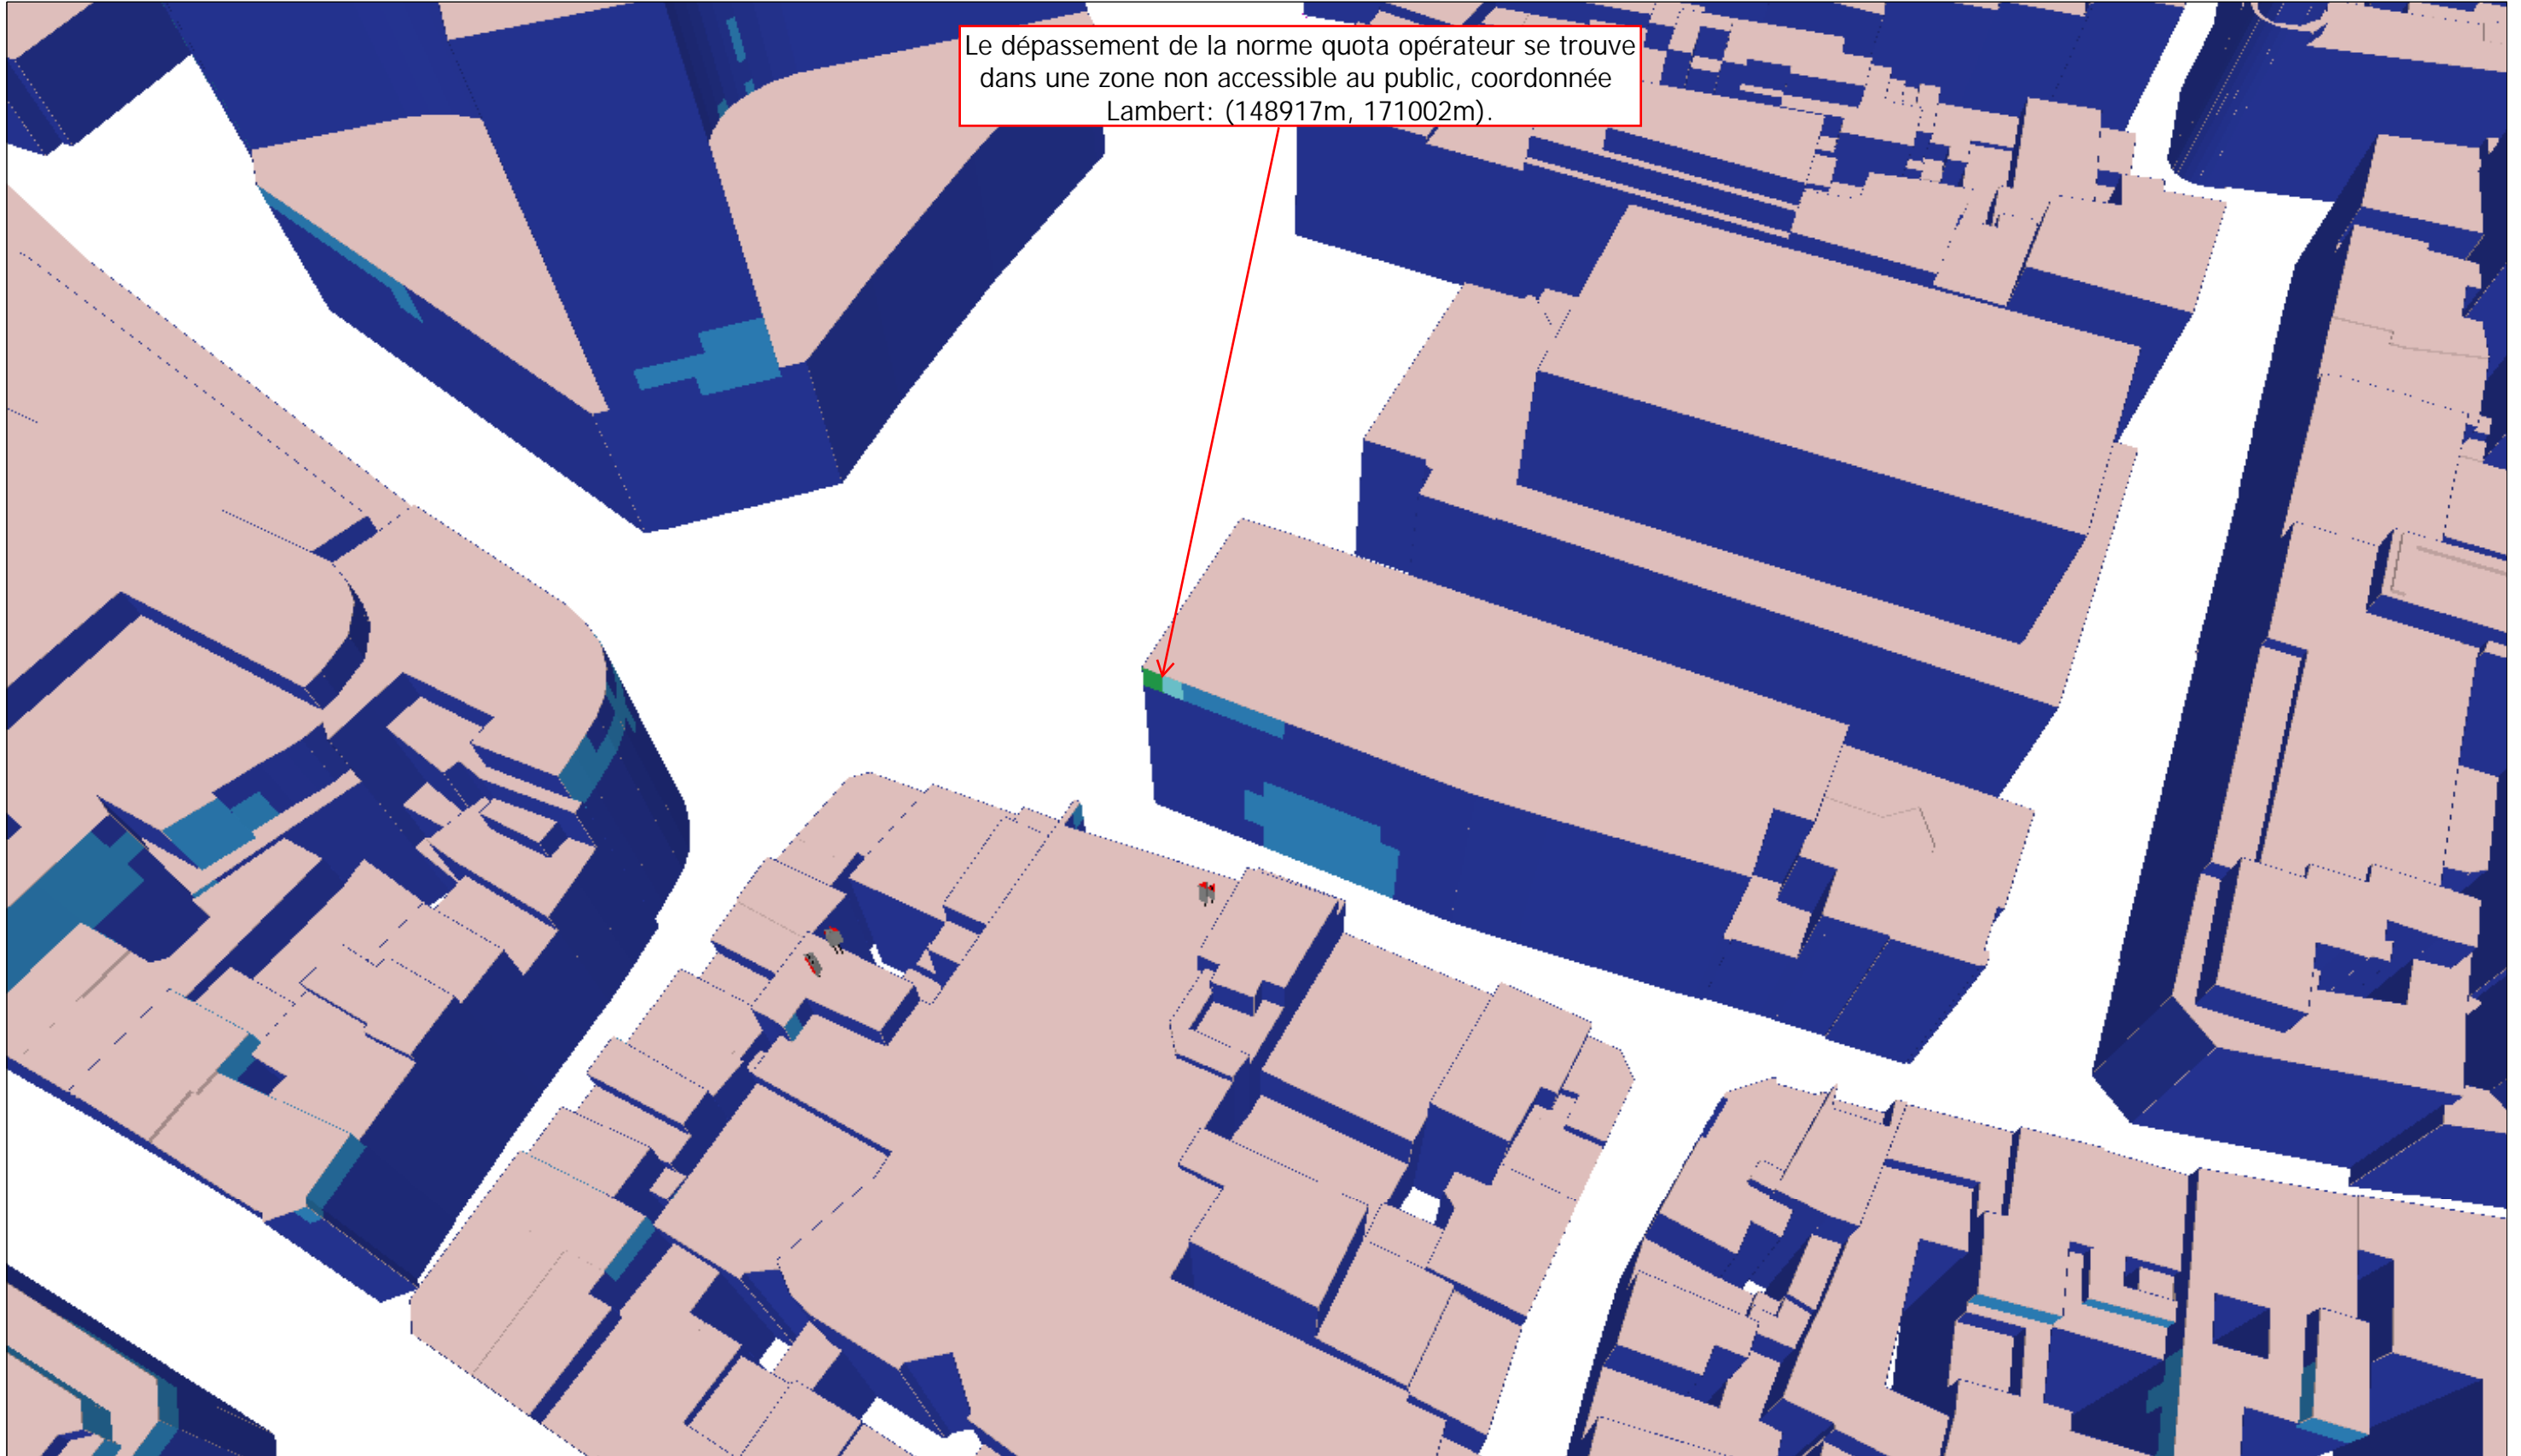 Le dépassement de la norme quota opérateur se trouve
dans une zone non accessible au public, coordonnée
Lambert: (148917m, 171002m).